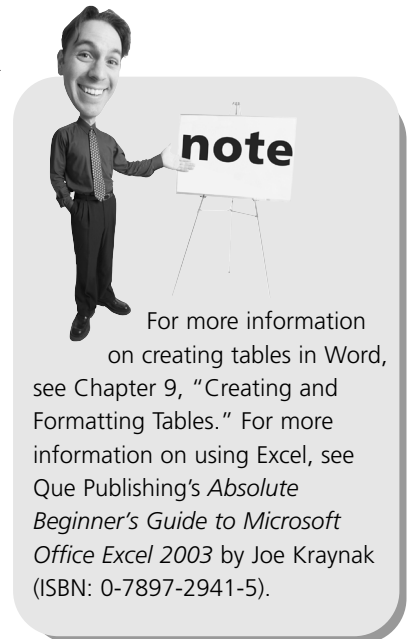 note
For more information
on creating tables in Word,
see Chapter 9, “Creating and
Formatting Tables.” For more
information on using Excel, see
Que Publishing’s Absolute
Beginner’s Guide to Microsoft
Office Excel 2003 by Joe Kraynak
(ISBN: 0-7897-2941-5).